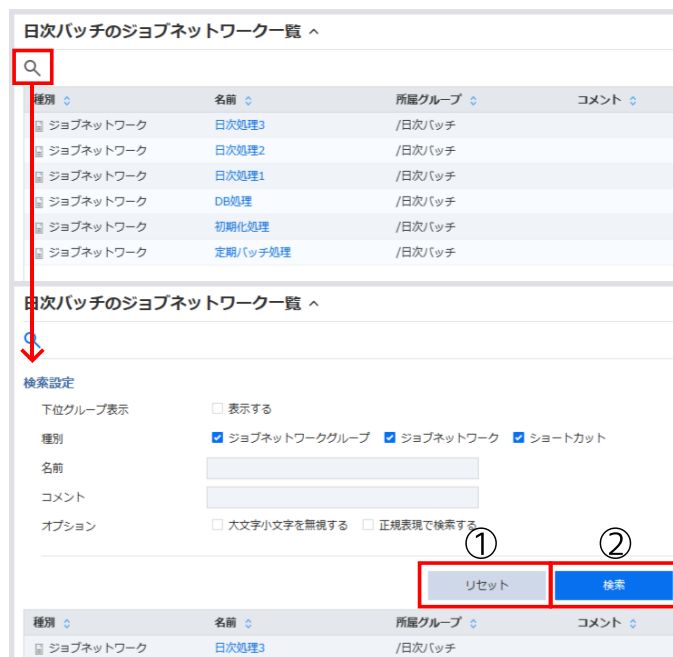 日次バッチのジョブネットワーク一覧
種別 名前 所属グループ コメント
ジョブネットワーク 日次処理3 /日次バッチ
ジョブネットワーク 日次処理2 /日次バッチ
ジョブネットワーク 日次処理1 /日次バッチ
ジョブネットワーク DB処理 /日次バッチ
ジョブネットワーク 初期化処理 /日次バッチ
ジョブネットワーク 定期バッチ処理 /日次バッチ
日次バッチのジョブネットワーク一覧
検索設定
下位グループ表示 表示する
種別 ジョブネットワークグループ ジョブネットワーク ショートカット
名前
コメント
オプション 大文字小文字を無視する 正規表現で検索する
① ②
リセット 検索
種別 名前 所属グループ コメント
ジョブネットワーク 日次処理3 /日次バッチ